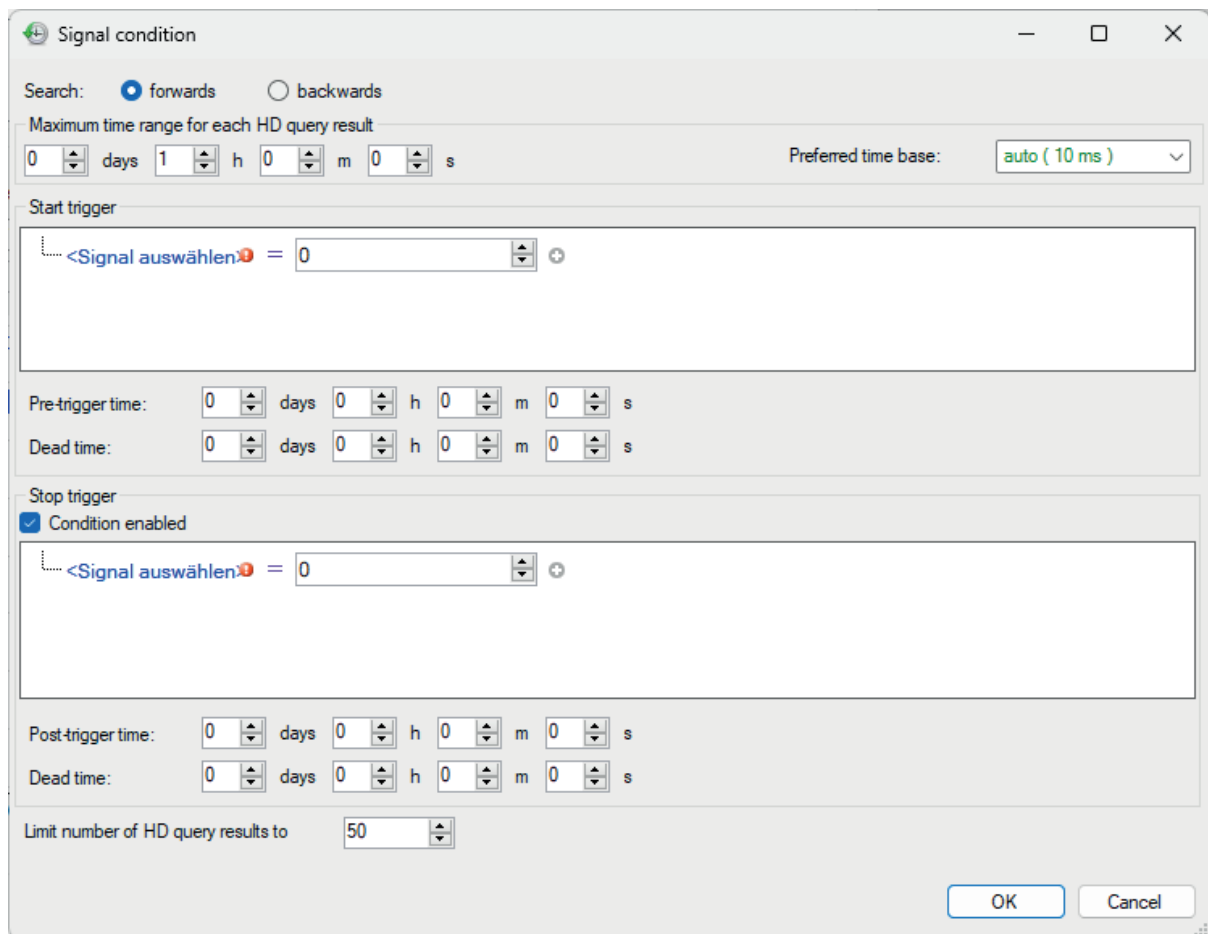 Signal condition
Search: forwards backwards
Maximum time range for each HD query result
0 days 1 h 0 m 0 s Preferred time base: auto ( 10 ms )
Start trigger
<Signal auswählen> = 0
Pre-trigger time: 0 days 0 h 0 m 0 s
Dead time: 0 days 0 h 0 m 0 s
Stop trigger
Condition enabled
<Signal auswählen> = 0
Post-trigger time: 0 days 0 h 0 m 0 s
Dead time: 0 days 0 h 0 m 0 s
Limit number of HD query results to 50
OK Cancel